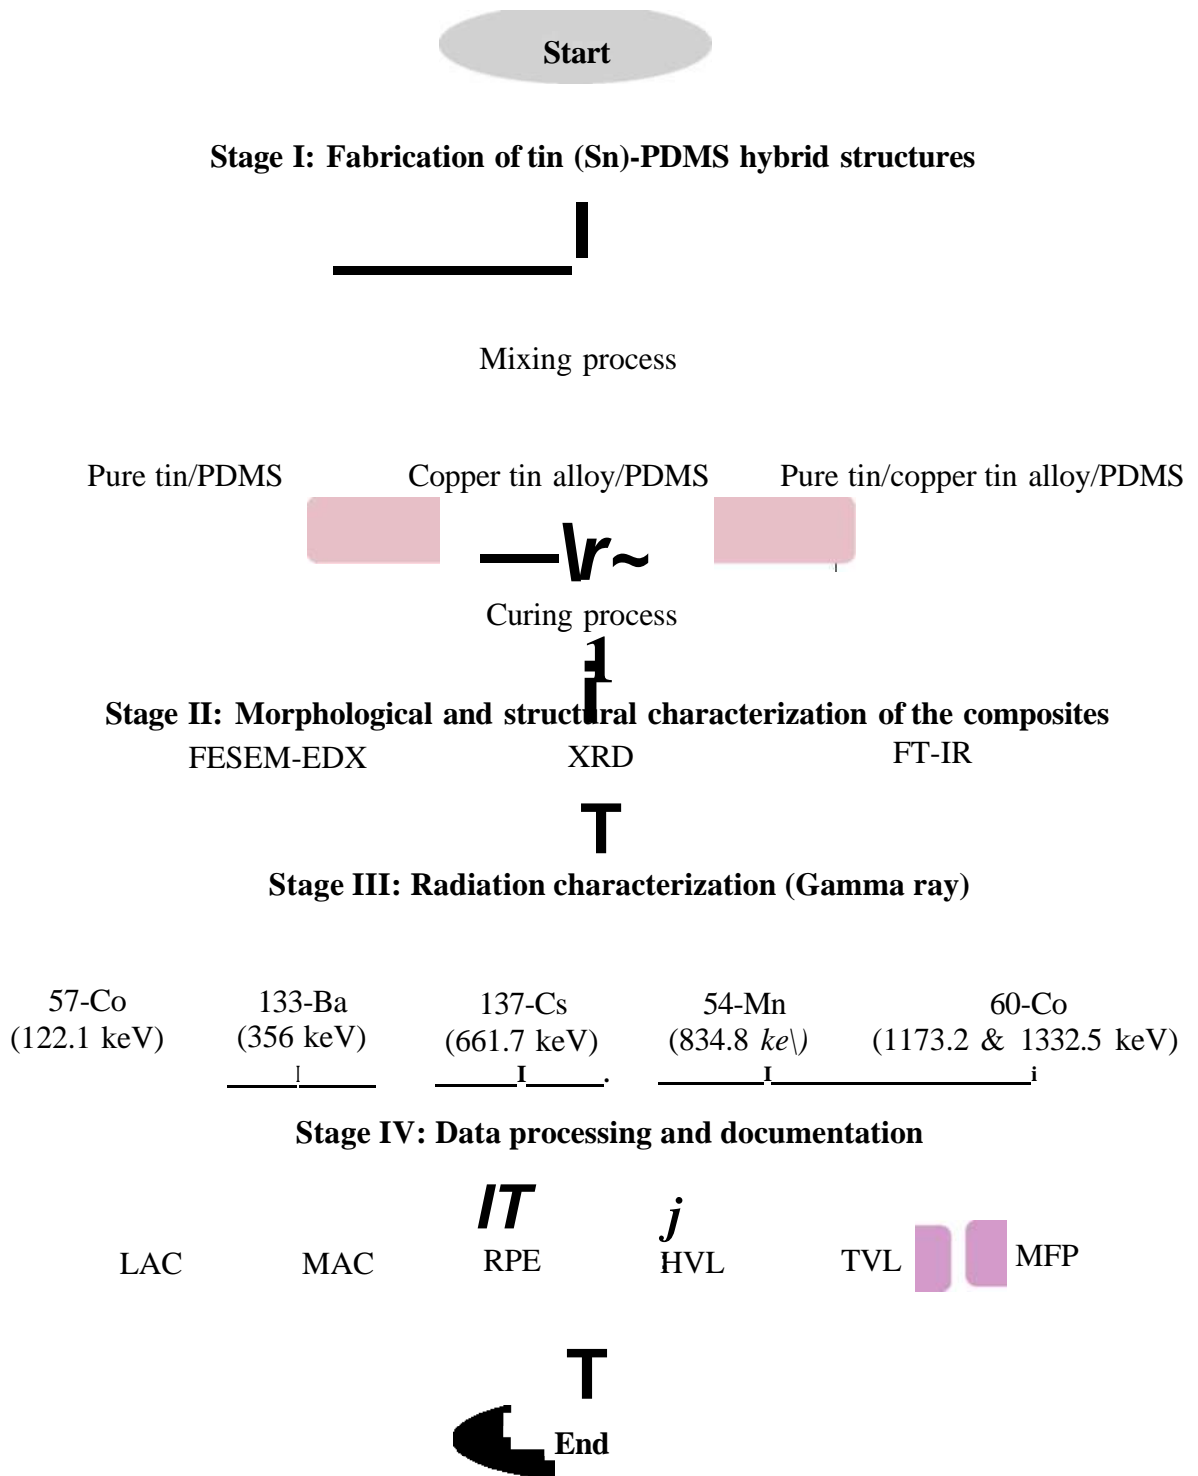 Start
Stage I: Fabrication of tin (Sn)-PDMS hybrid structures
Mixing process
Pure tin/PDMS Copper tin alloy/PDMS Pure tin/copper tin alloy/PDMS
Curing process
Stage II: Morphological and structural characterization of the composites
FESEM-EDX XRD FT-IR
Stage III: Radiation characterization (Gamma ray)
57-Co 133-Ba 137-Cs 54-Mn 60-Co
(122.1 keV) (356 keV) (661.7 keV) (834.8 ke\) (1173.2 & 1332.5 keV)
Stage IV: Data processing and documentation
LAC MAC RPE HVL TVL MFP
End